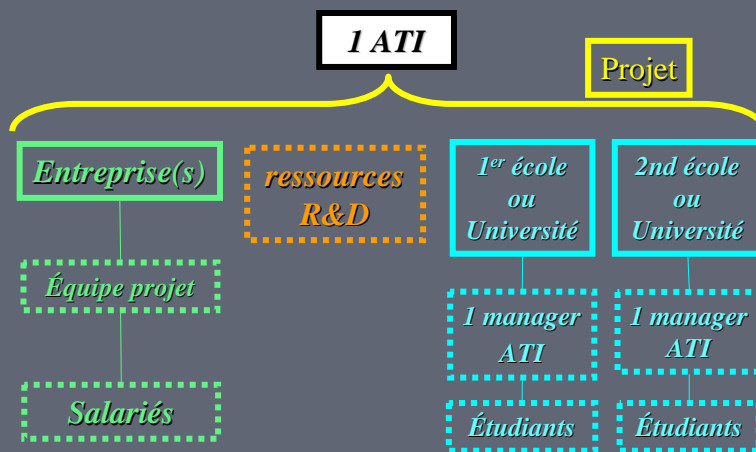 1 ATI
Projet
Entreprise(s)
Équipe projet
Salariés
ressources
R&D
1er école
ou
Université
1 manager
ATI
Étudiants
2nd école
ou
Université
1 manager
ATI
Étudiants